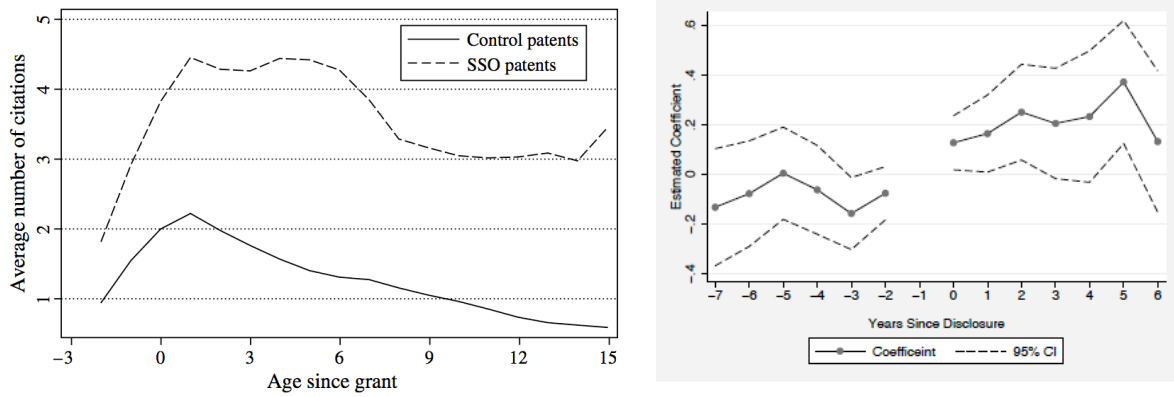 5
4
3
2
1
Average number of citations
Control patents
SSO patents
−3 0 3 6 9 12 15
Age since grant
.6
.4
.2
0
-.2
-.4
Estimated Coefficient
-7 -6 -5 -4 -3 -2 -1 0 1 2 3 4 5 6
Years Since Disclosure
Coefficeint 95% CI